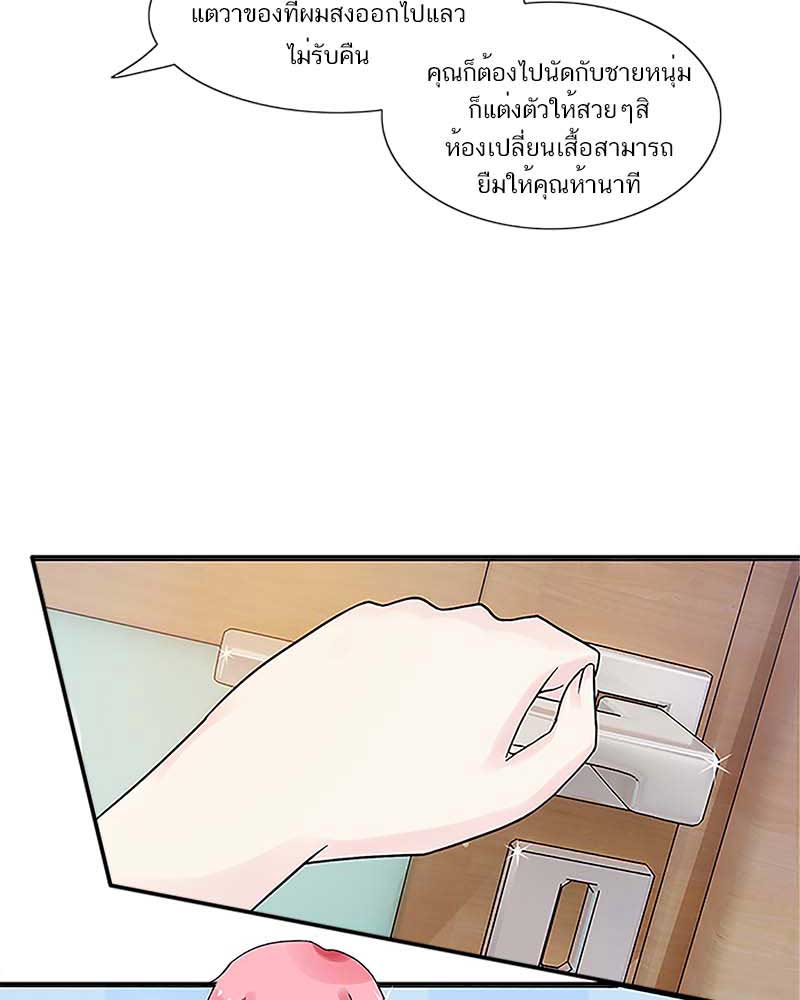 แตวาของที่ผมสงออกไปแลว
ไม่รับคืน
คุณก็ต้องไปนัดกับชายหนุ่ม
ก็แต่งตัวให้สวยๆสิ
ห้องเปลี่ยนเสื้อสามารถ
ยืมให้คุณห้านาที